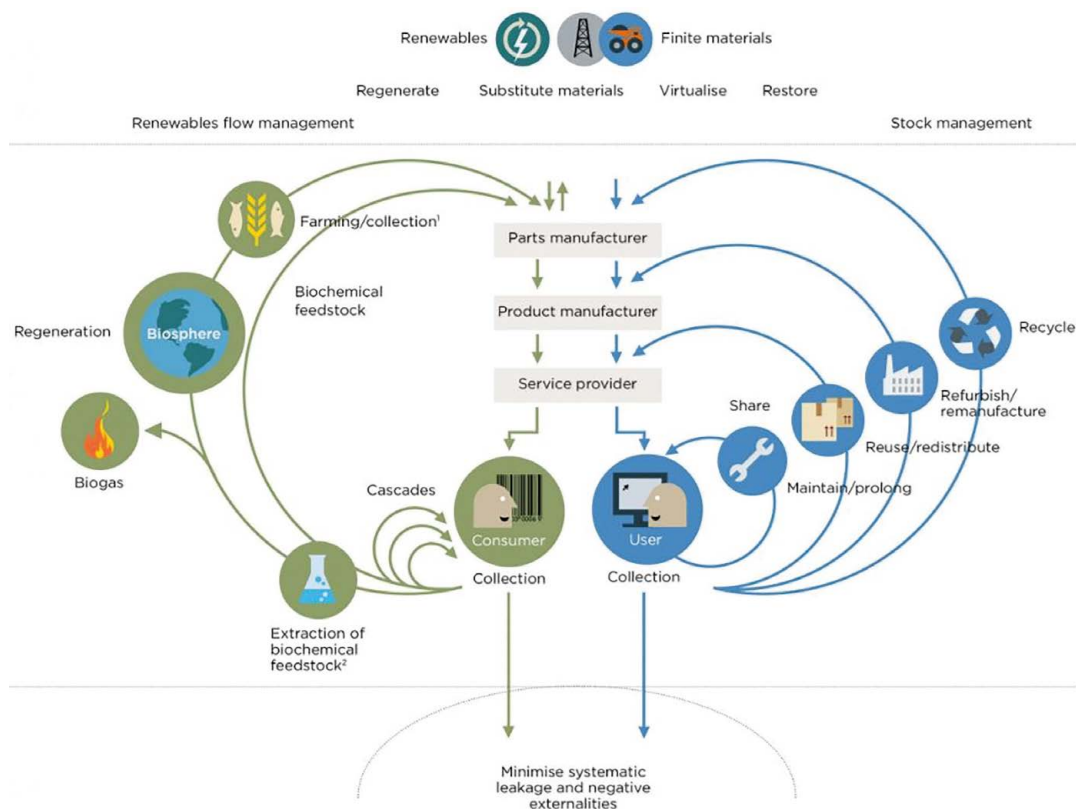 Renewables
Finite materials
Regenerate
Substitute materials
Virtualise
Restore
Renewables flow management
Stock management
Farming/collection¹
Parts manufacturer
Biochemical
feedstock
Regeneration
Biosphere
Product manufacturer
Recycle
Service provider
Share
Refurbish/
remanufacture
Reuse/redistribute
Biogas
Cascades
Maintain/prolong
Consumer
User
Collection
Collection
Extraction of
biochemical
feedstock²
Minimise systematic
leakage and negative
externalities